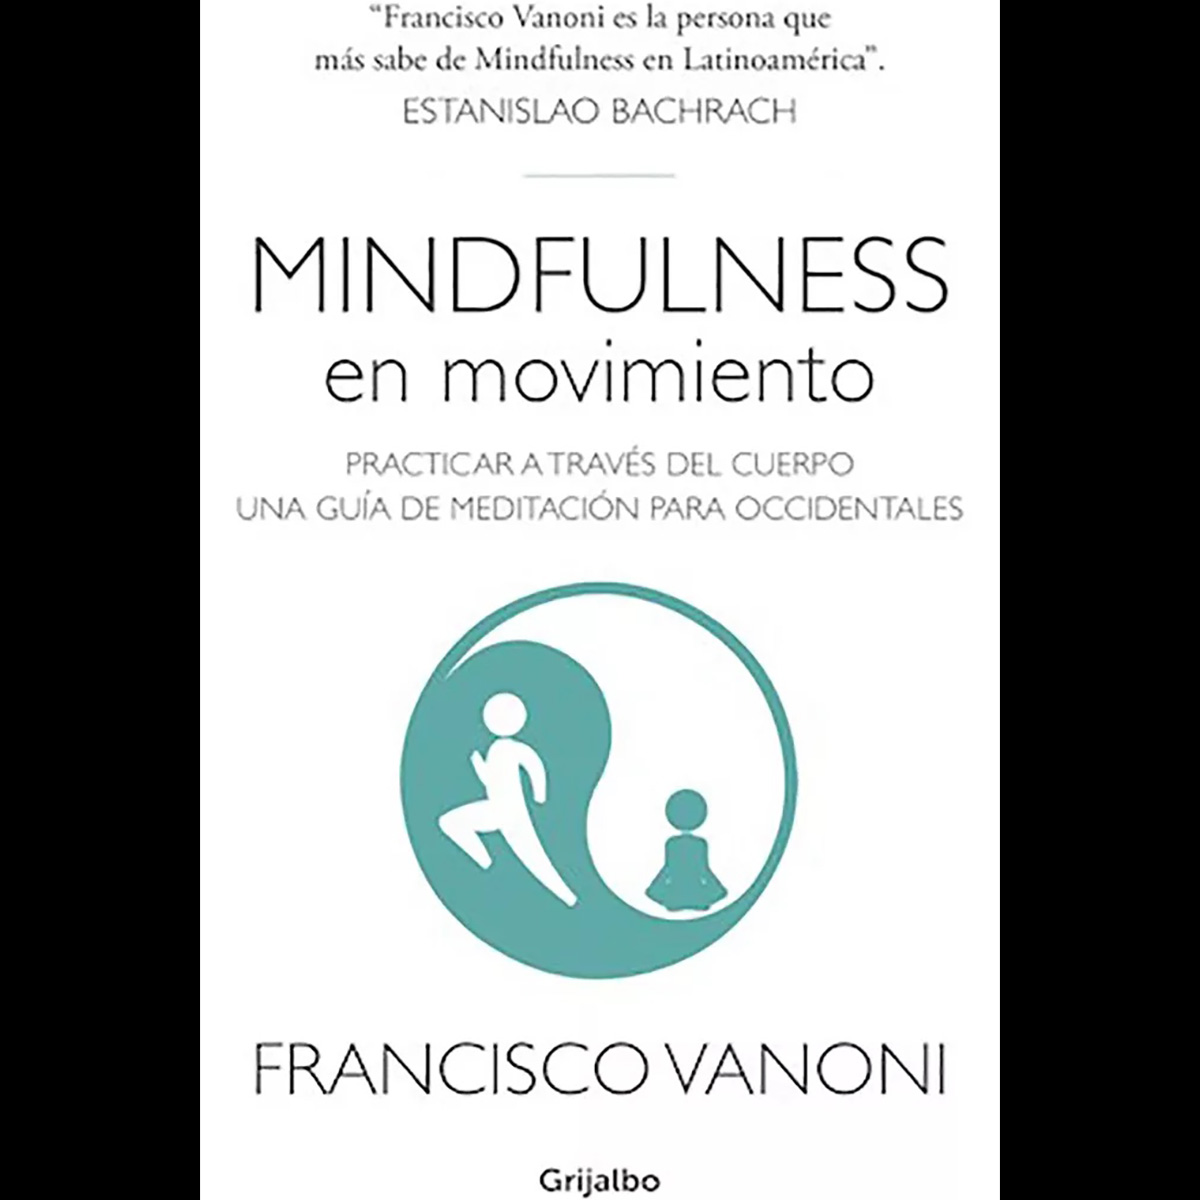 “Francisco Vanoni es la persona que
más sabe de Mindfulness en Latinoamérica”.
ESTANISLAO BACHRACH
MINDFULNESS
en movimiento
PRACTICAR A TRAVÉS DEL CUERPO
UNA GUÍA DE MEDITACIÓN PARA OCCIDENTALES
FRANCISCO VANONI
Grijalbo